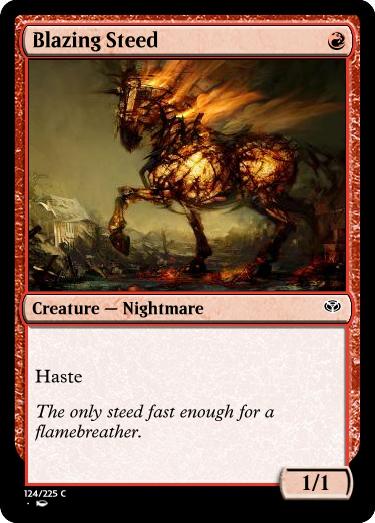 Blazing Steed
Creature — Nightmare
Haste
The only steed fast enough for a
flamebreather.
1/1
124/225 C